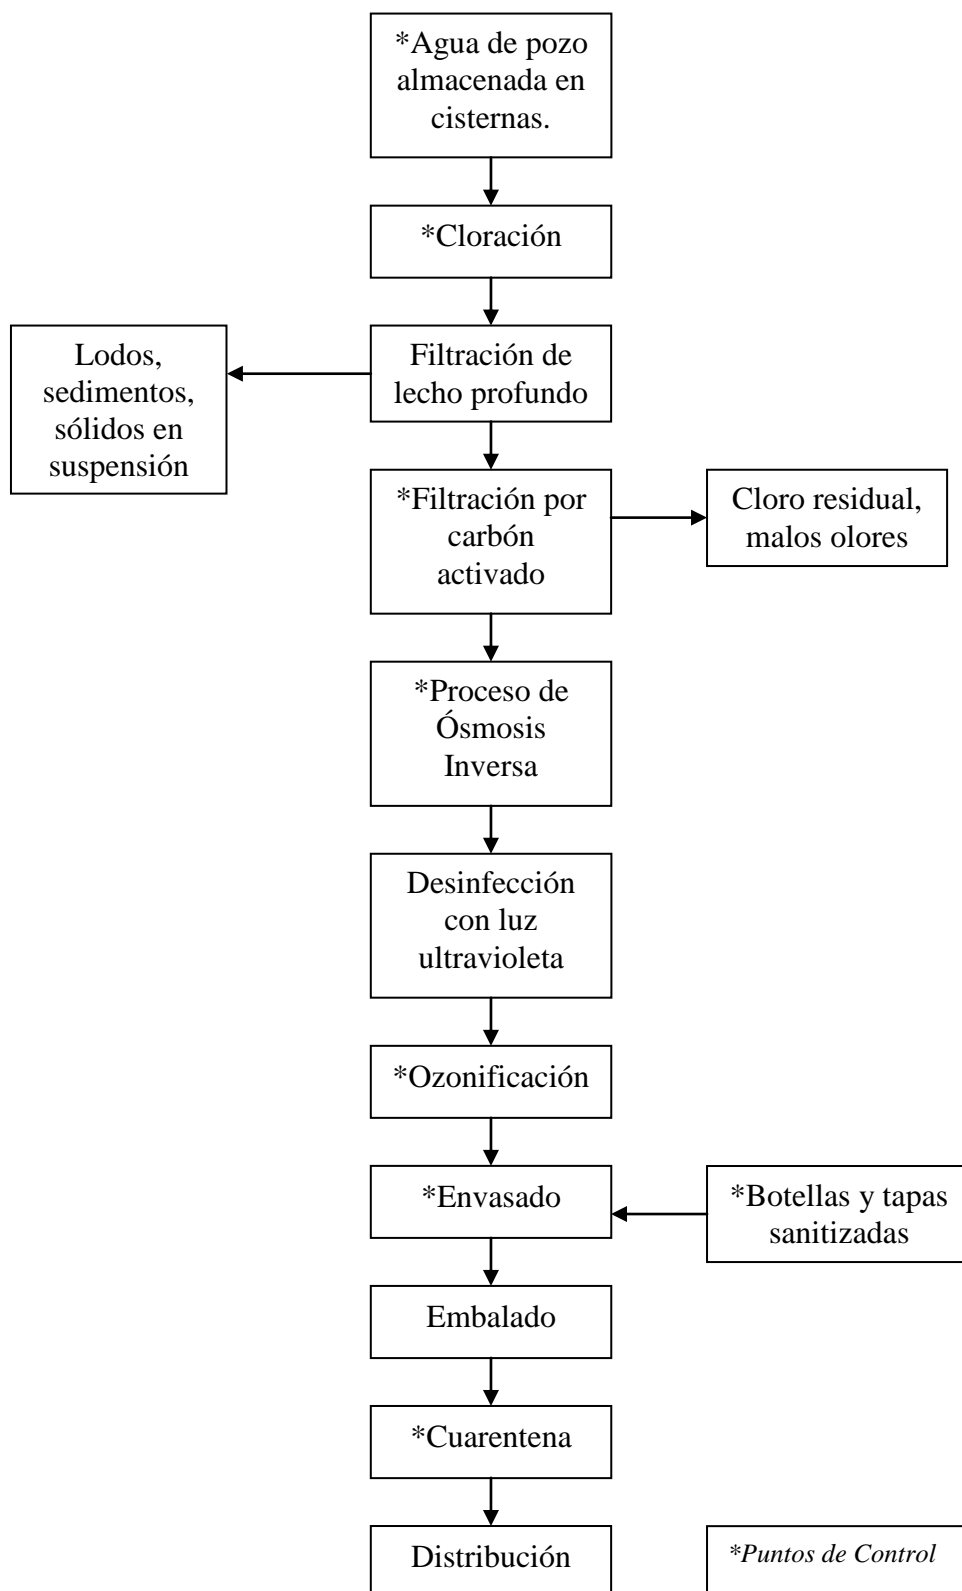 *Agua de pozo
almacenada en
cisternas.
*Cloración
Lodos,
sedimentos,
sólidos en
suspensión
Filtración de
lecho profundo
*Filtración por
carbón
activado
Cloro residual,
malos olores
*Proceso de
Ósmosis
Inversa
Desinfección
con luz
ultravioleta
*Ozonificación
*Envasado
*Botellas y tapas
sanitizadas
Embalado
*Cuarentena
Distribución
*Puntos de Control